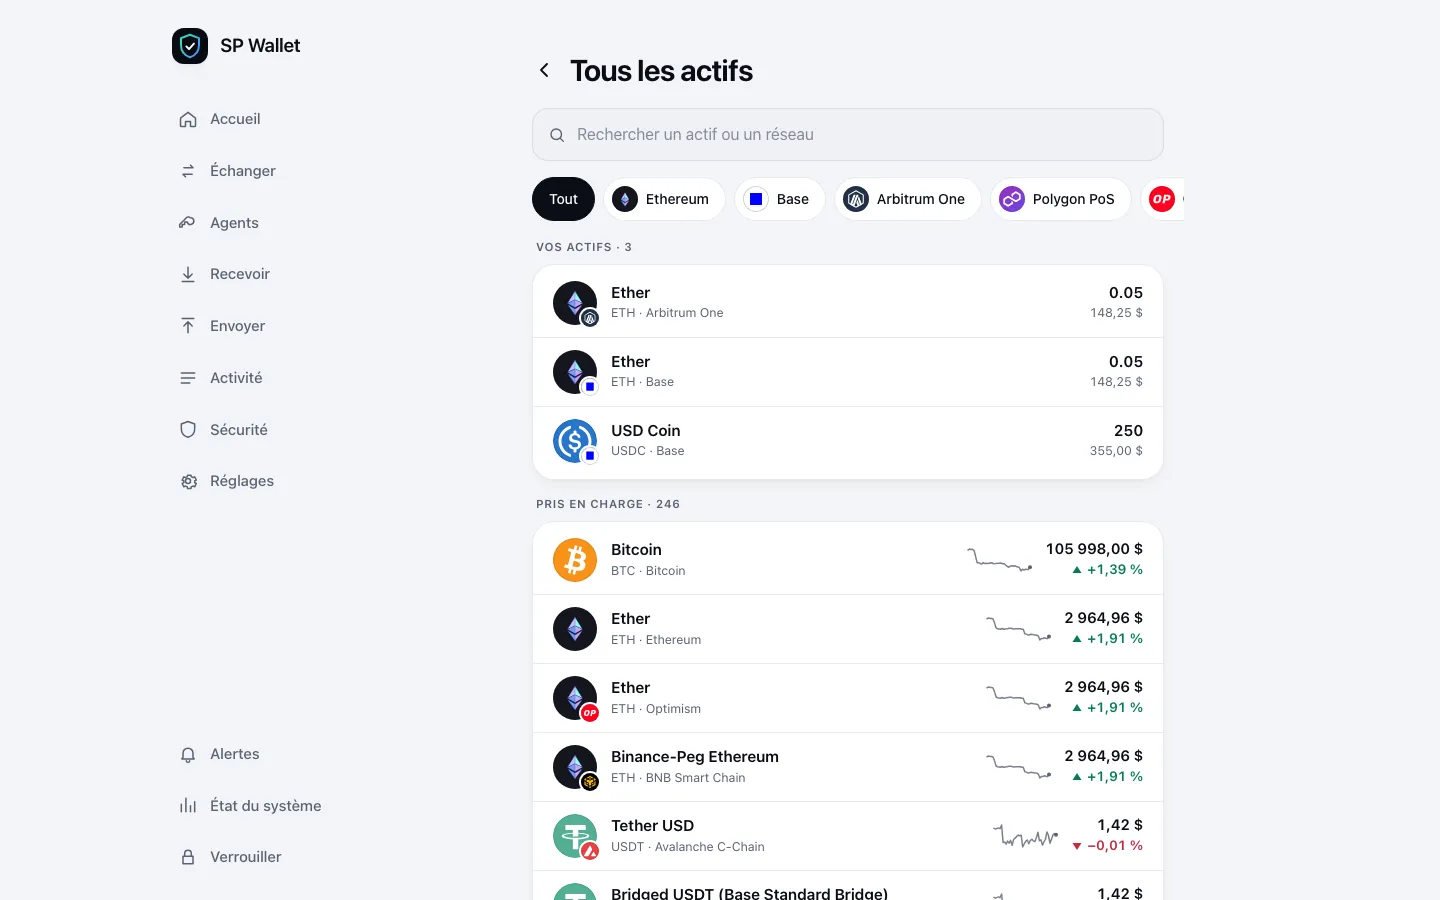 SP Wallet
Accueil
Échanger
Agents
Recevoir
Envoyer
Activité
Sécurité
Réglages
Alertes
État du système
Verrouiller
Tous les actifs
Rechercher un actif ou un réseau
Tout
Ethereum
Base
Arbitrum One
Polygon PoS
OP
VOS ACTIFS · 3
Ether
0.05
ETH · Arbitrum One
148,25 $
Ether
0.05
ETH · Base
148,25 $
USD Coin
250
USDC · Base
355,00 $
PRIS EN CHARGE · 246
Bitcoin
105 998,00 $
BTC · Bitcoin
▲ +1,39 %
Ether
2 964,96 $
ETH · Ethereum
▲ +1,91 %
Ether
2 964,96 $
OP
ETH · Optimism
▲ +1,91 %
Binance-Peg Ethereum
2 964,96 $
ETH · BNB Smart Chain
▲ +1,91 %
Tether USD
1,42 $
USDT · Avalanche C-Chain
▼ −0,01 %
Bridged USDT (Base Standard Bridge)
1,42 $